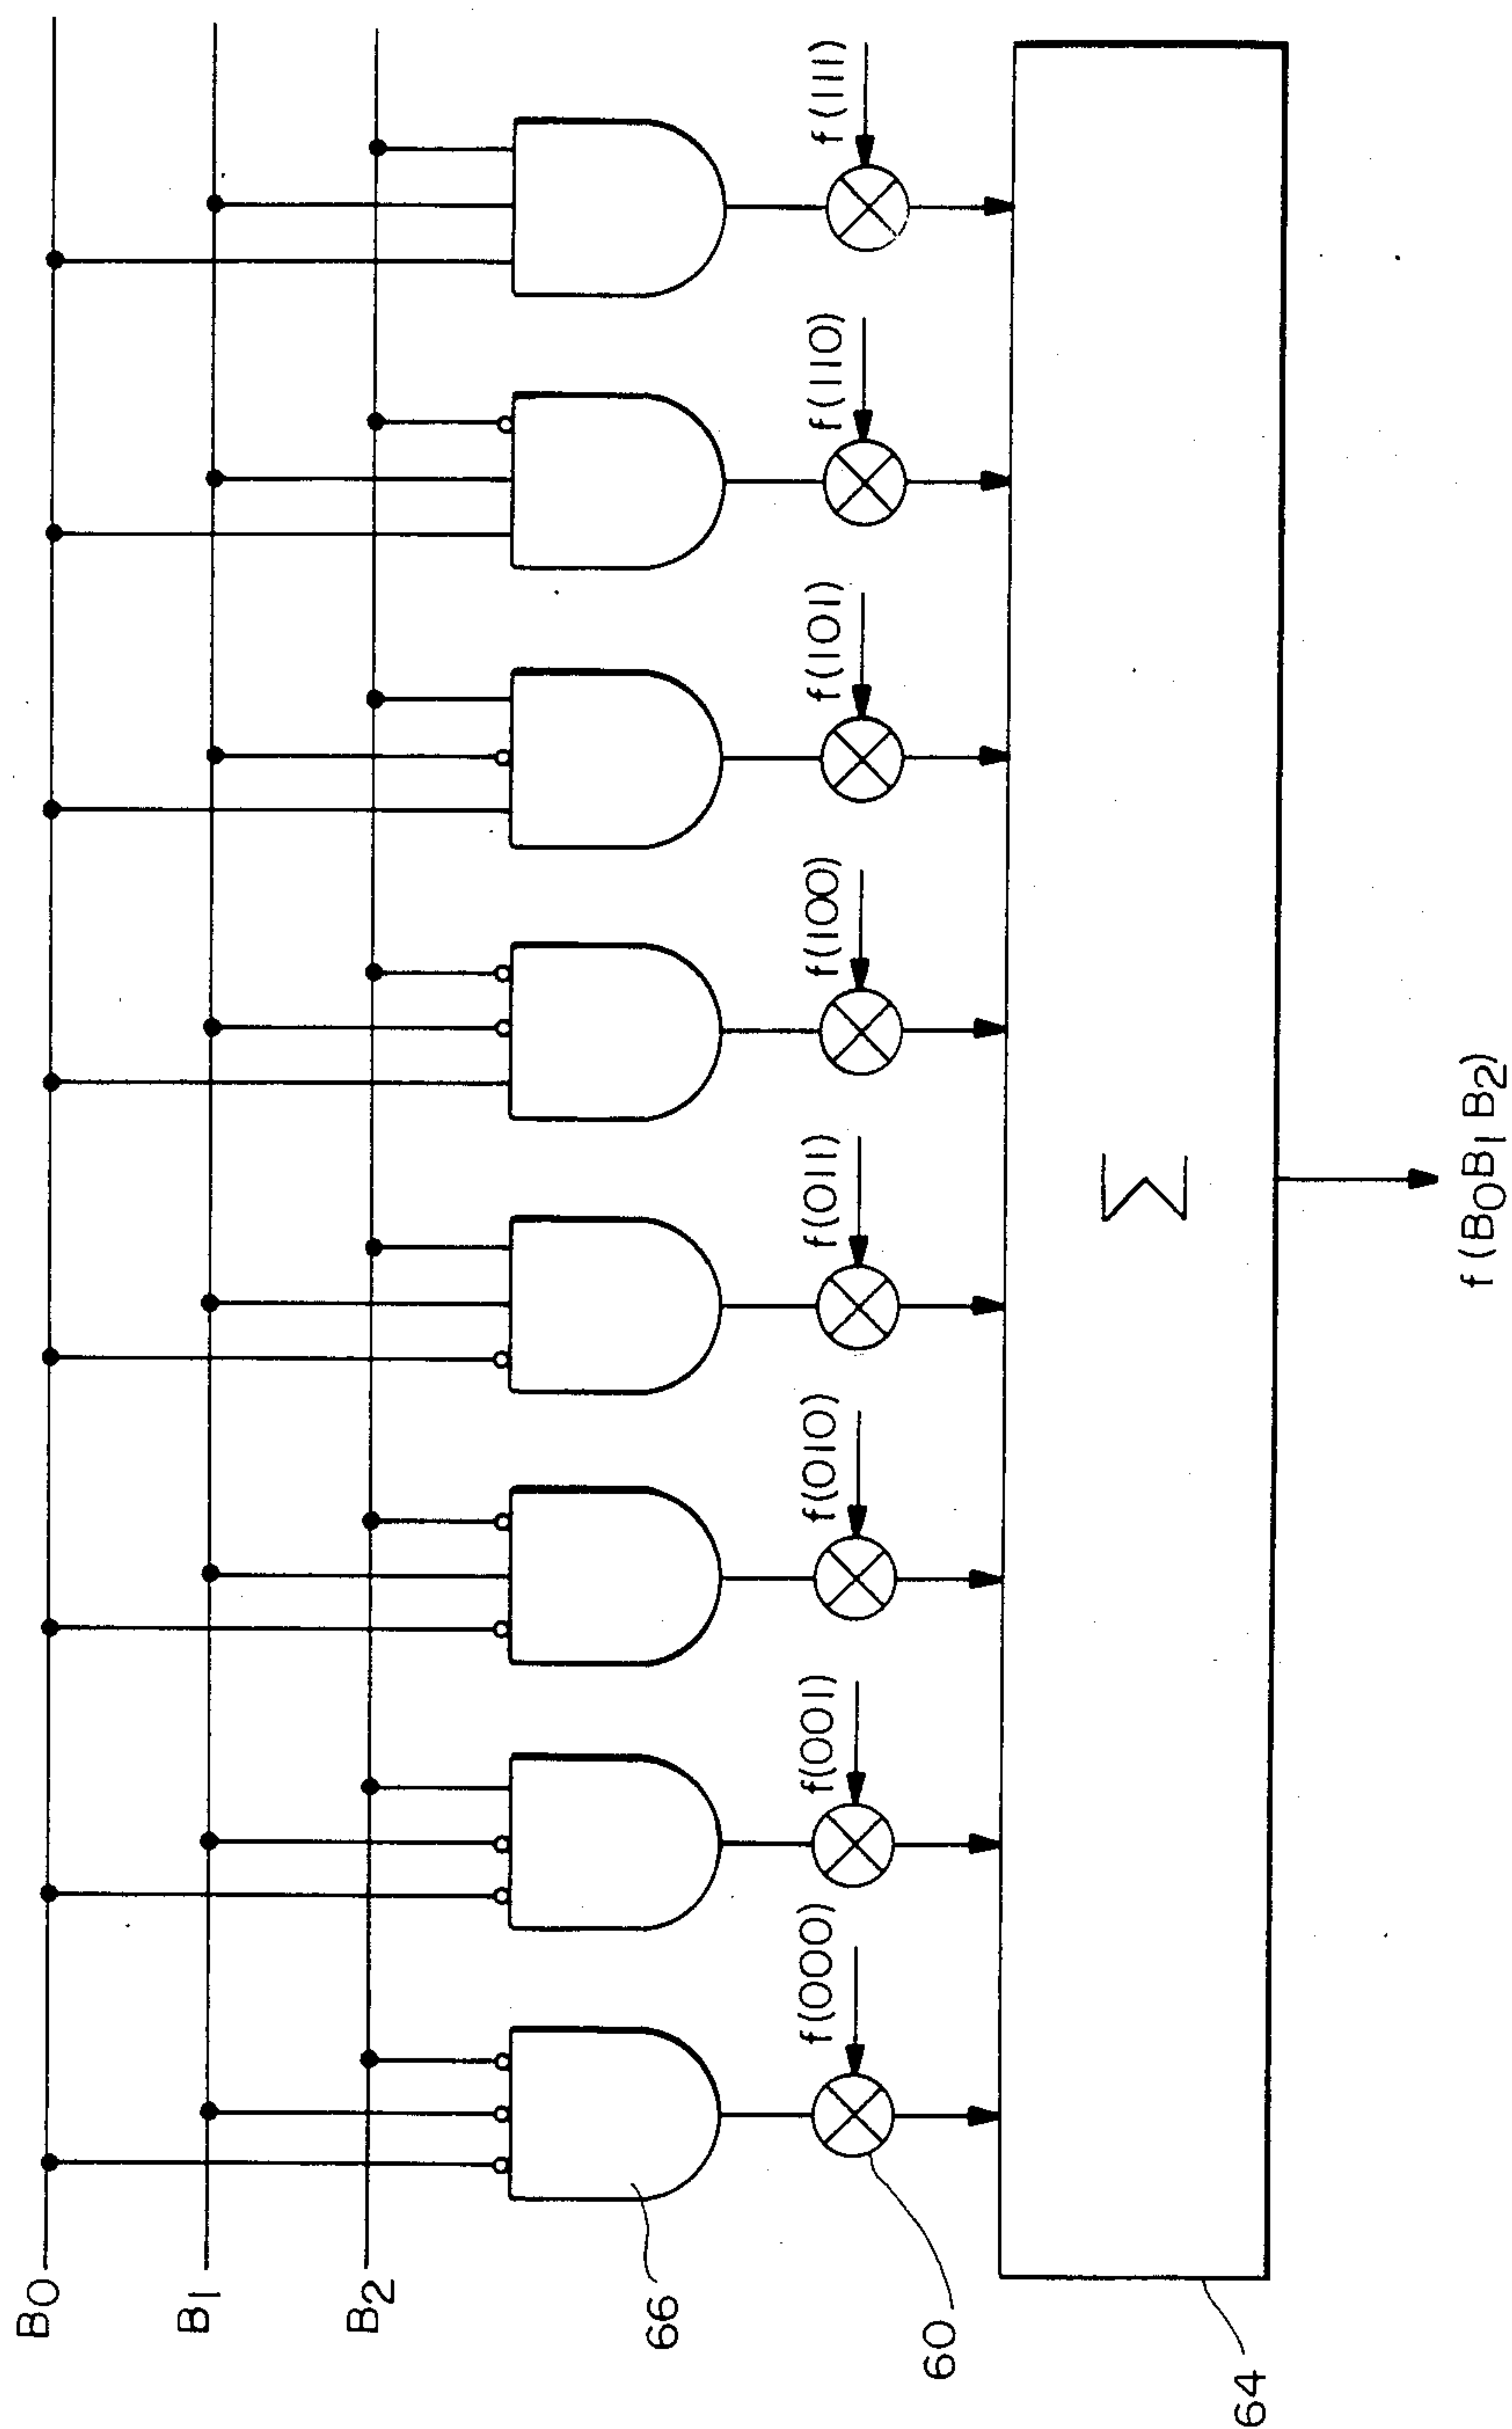 B0
B1
B2
66
f(000)
f(001)
f(010)
f(011)
f(100)
f(101)
f(110)
f(111)
60
Σ
64
f(B0B1B2)